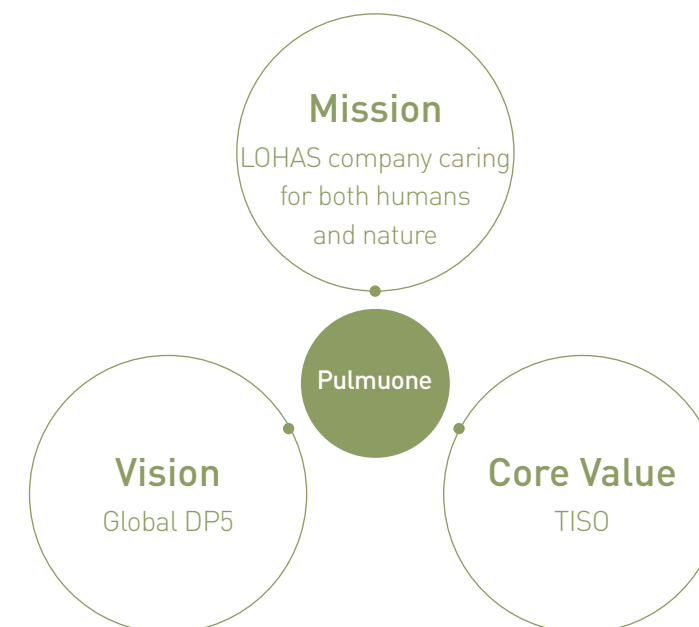 Mission
LOHAS company caring
for both humans
and nature
Pulmuone
Vision
Global DP5
Core Value
TISO